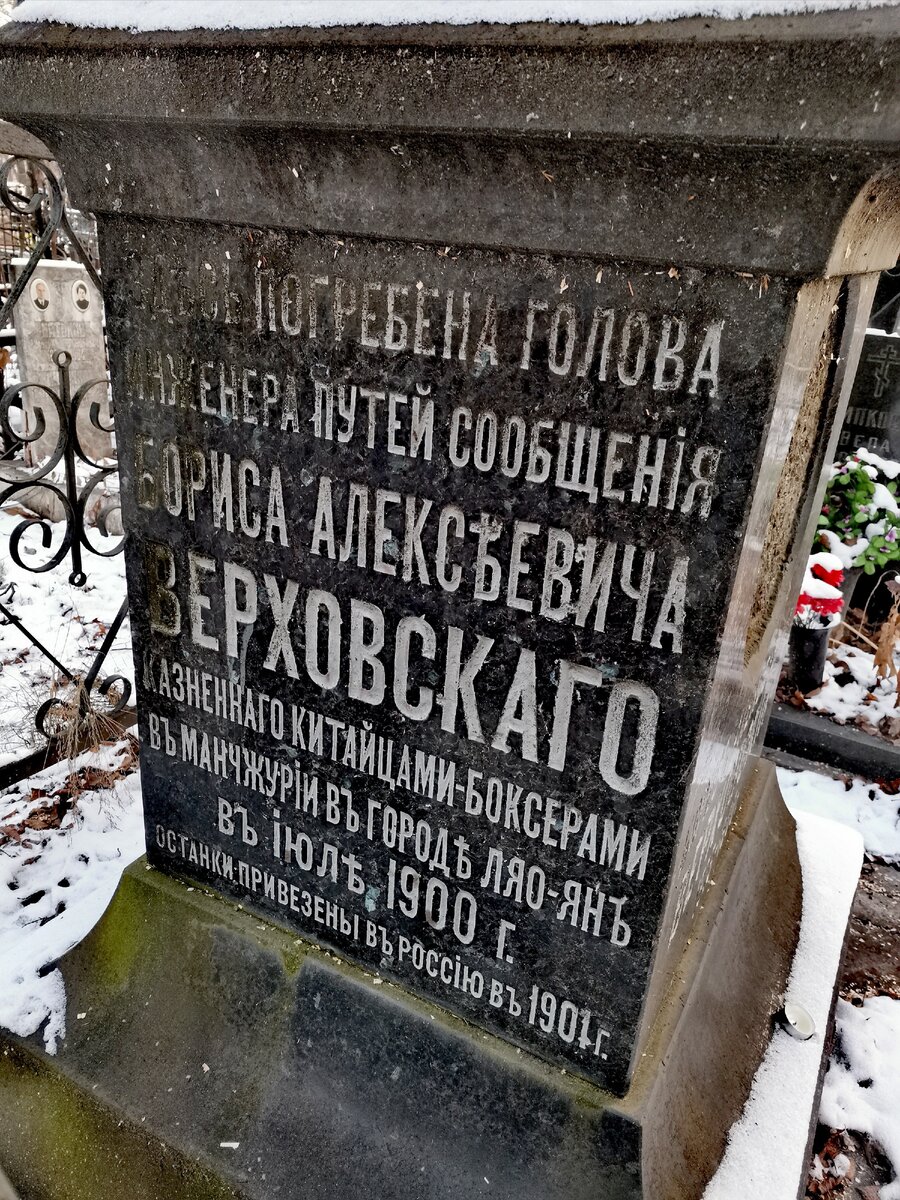 ЗДѢСЬ ПОГРЕБЕНА ГОЛОВА
ИНЖЕНЕРА ПУТЕЙ СООБЩЕНІЯ
БОРИСА АЛЕКСѢЕВИЧА
ВЕРХОВСКАГО
КАЗНЕННАГО КИТАЙЦАМИ-БОКСЕРАМИ
ВЪ МАНЧЖУРІИ ВЪ ГОРОДѢ ЛЯО-ЯНЪ
ВЪ ІЮЛѢ 1900 Г.
ОСТАНКИ ПРИВЕЗЕНЫ ВЪ РОССІЮ ВЪ 1901 г.